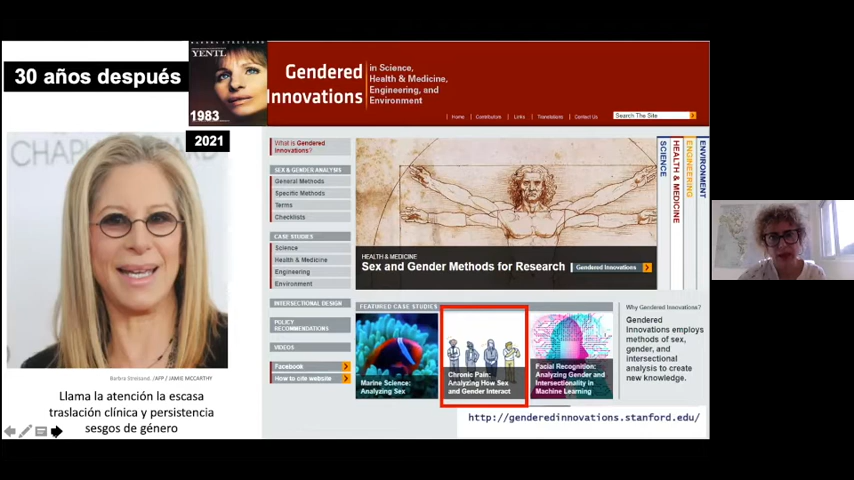 30 años después
YENTL
1983
2021
CHAP
Barbra Streisand. /AFP / JAMIE MCCARTHY
Llama la atención la escasa
traslación clínica y persistencia
sesgos de género
Gendered
Innovations
in Science,
Health & Medicine,
Engineering, and
Environment
Home
Contributors
Links
Translations
Contact Us
Search The Site
What is Gendered
Innovations?
SEX & GENDER ANALYSIS
General Methods
Specific Methods
Terms
Checklists
CASE STUDIES
Science
Health & Medicine
Engineering
Environment
INTERSECTIONAL DESIGN
POLICY
RECOMMENDATIONS
VIDEOS
Facebook
How to cite website
HEALTH & MEDICINE
Sex and Gender Methods for Research
Gendered Innovations
SCIENCE
HEALTH & MEDICINE
ENGINEERING
ENVIRONMENT
FEATURED CASE STUDIES
Marine Science:
Analyzing Sex
Chronic Pain:
Analyzing How Sex
and Gender Interact
Facial Recognition:
Analyzing Gender and
Intersectionality in
Machine Learning
Why Gendered Innovations?
Gendered
Innovations employs
methods of sex,
gender, and
intersectional
analysis to create
new knowledge.
http://genderedinnovations.stanford.edu/